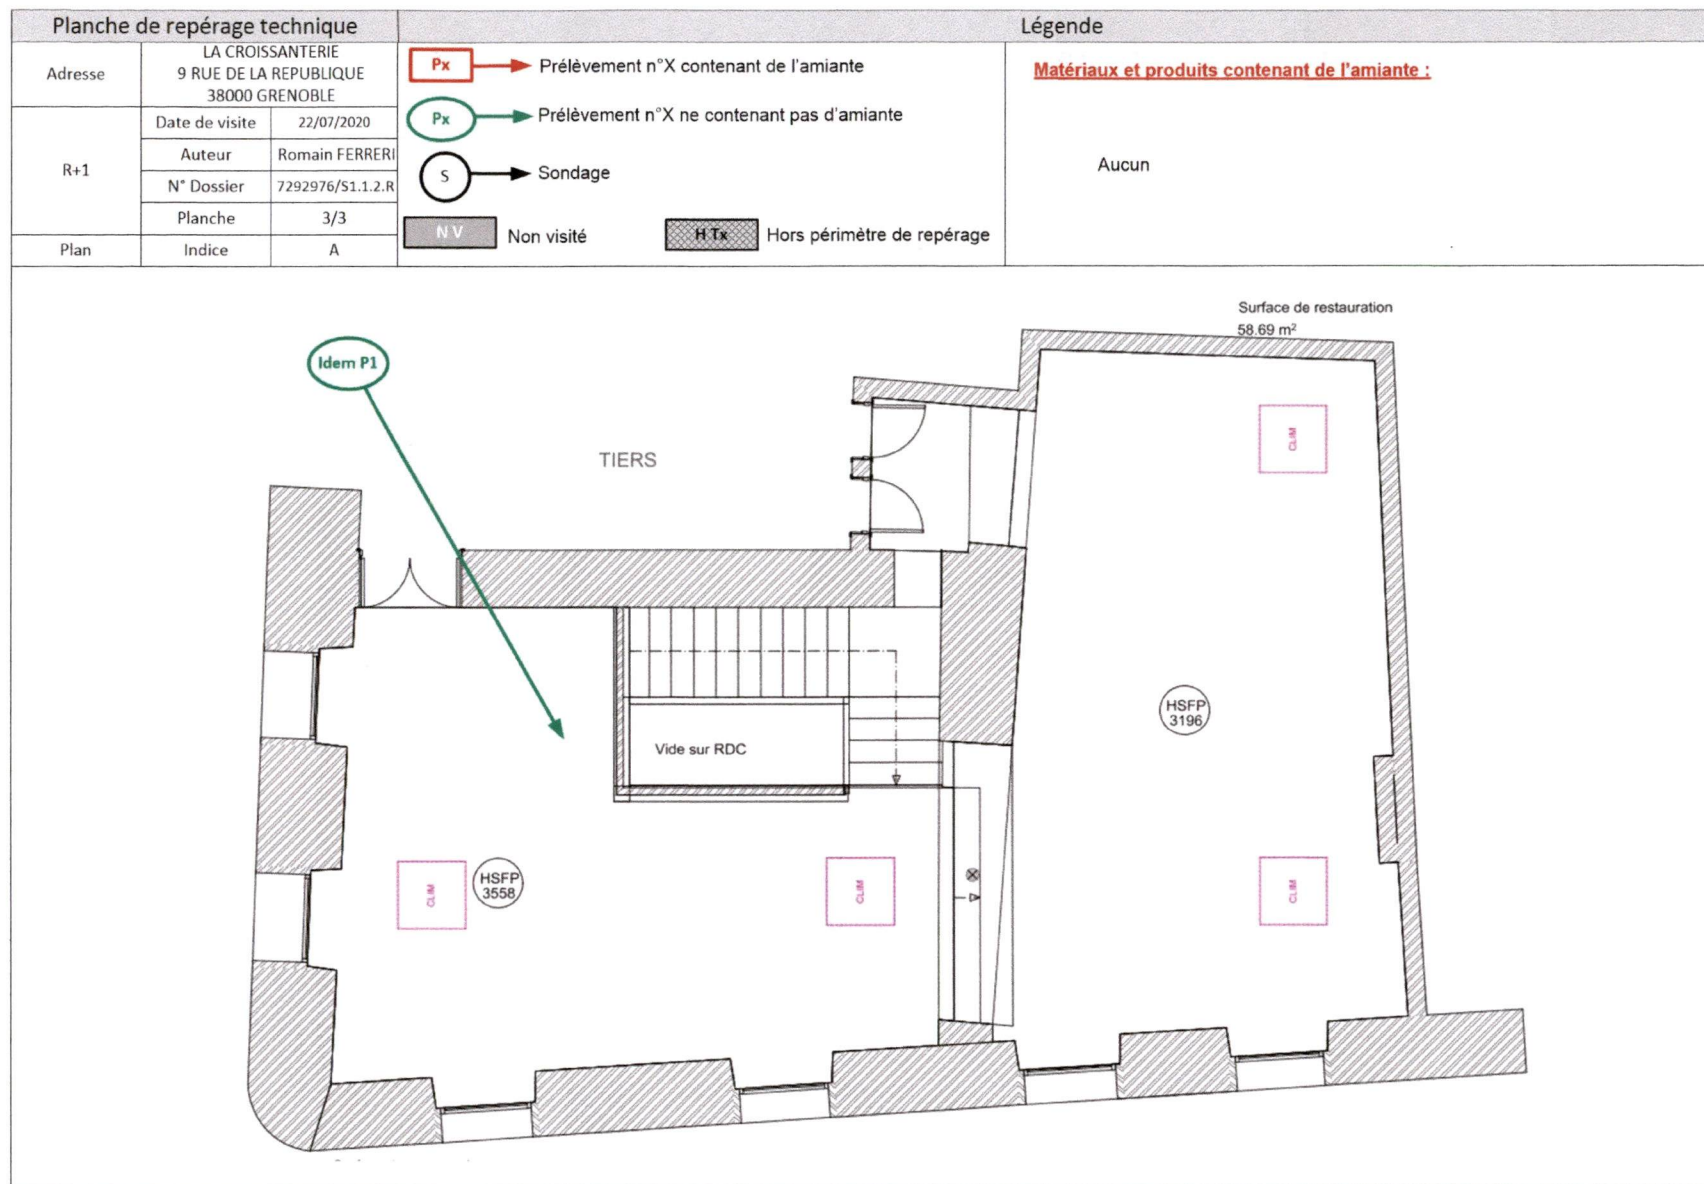 Planche de repérage technique
Légende
Adresse
LA CROISSANTERIE
9 RUE DE LA REPUBLIQUE
38000 GRENOBLE
R+1
Date de visite 22/07/2020
Auteur Romain FERRERI
N° Dossier 7292976/S1.1.2.R
Planche 3/3
Plan Indice A
Px Prélèvement n°X contenant de l'amiante
Px Prélèvement n°X ne contenant pas d'amiante
S Sondage
N V Non visité
H Tx Hors périmètre de repérage
Matériaux et produits contenant de l'amiante :
Aucun
Surface de restauration
58.69 m²
Idem P1
TIERS
CLIM
HSFP
3196
Vide sur RDC
CLIM
HSFP
3558
CLIM
CLIM